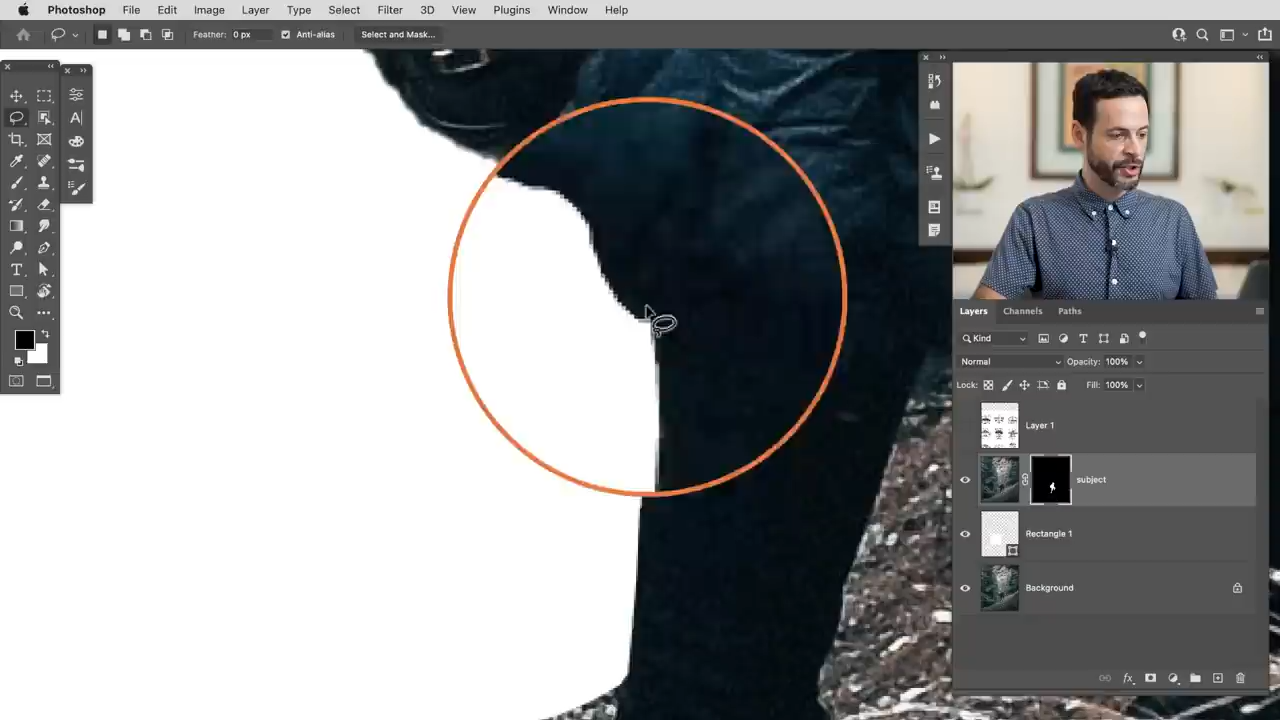 Photoshop File Edit Image Layer Type Select Filter 3D View Plugins Window Help
Feather: 0 px Anti-alias Select and Mask...
Layers Channels Paths
Kind
Normal Opacity: 100%
Lock: Fill: 100%
Layer 1
subject
Rectangle 1
Background